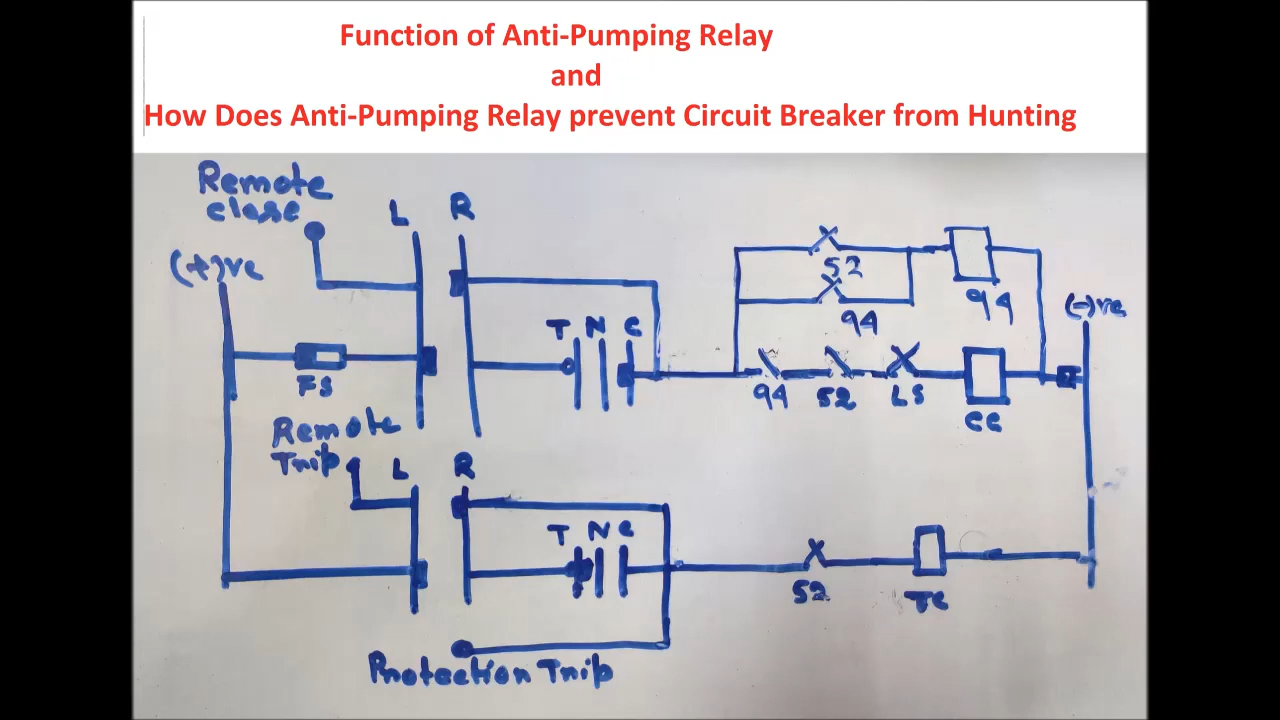 Function of Anti-Pumping Relay
and
How Does Anti-Pumping Relay prevent Circuit Breaker from Hunting
Remote
close
L
R
(+)ve
52
94
94
(-)ve
T N C
FS
94
52
LS
CC
Remote
Trip
L
R
T N C
52
TC
Protection Trip